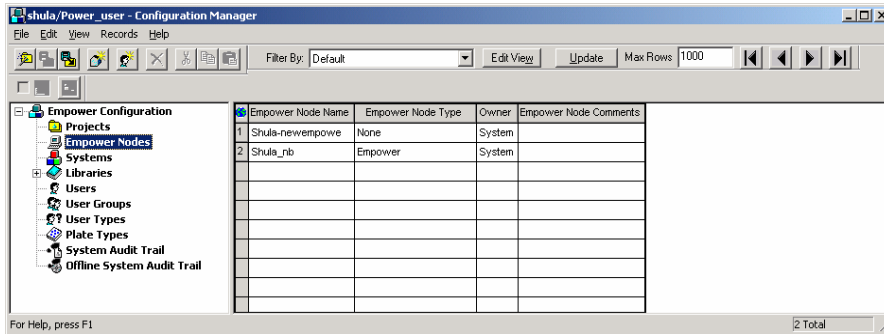 shula/Power_user - Configuration Manager
File Edit View Records Help
Filter By: Default Edit View Update Max Rows 1000
Empower Configuration
Projects
Empower Nodes
Systems
Libraries
Users
User Groups
User Types
Plate Types
System Audit Trail
Offline System Audit Trail
Empower Node Name Empower Node Type Owner Empower Node Comments
1 Shula-newempowe None System
2 Shula_nb Empower System
For Help, press F1
2 Total